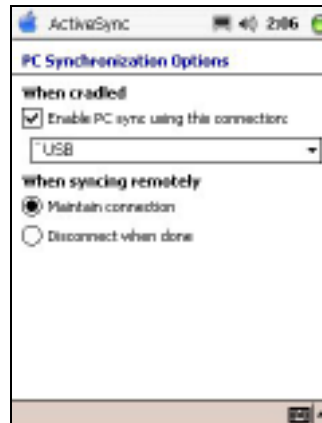 ActiveSync 2:06
PC Synchronization Options
When cradled
Enable PC sync using this connection:
`USB
When syncing remotely
Maintain connection
Disconnect when done